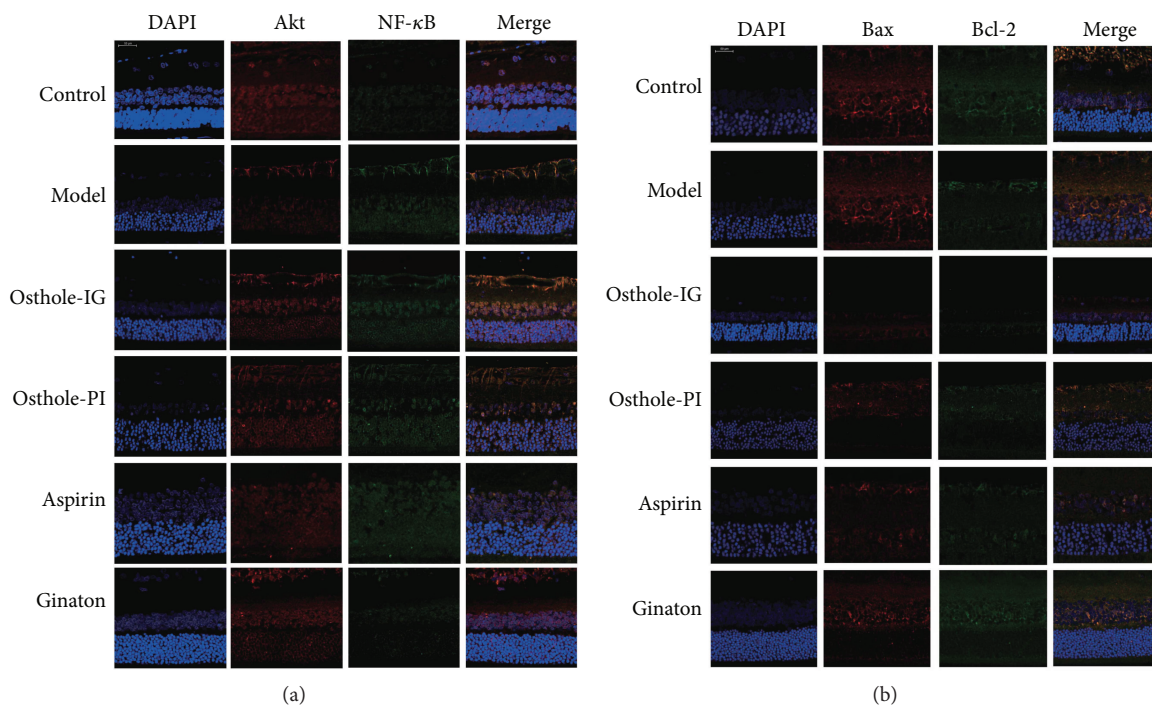 DAPI Akt NF-κB Merge
Control
Model
Osthole-IG
Osthole-PI
Aspirin
Ginaton
(a)
DAPI Bax Bcl-2 Merge
Control
Model
Osthole-IG
Osthole-PI
Aspirin
Ginaton
(b)